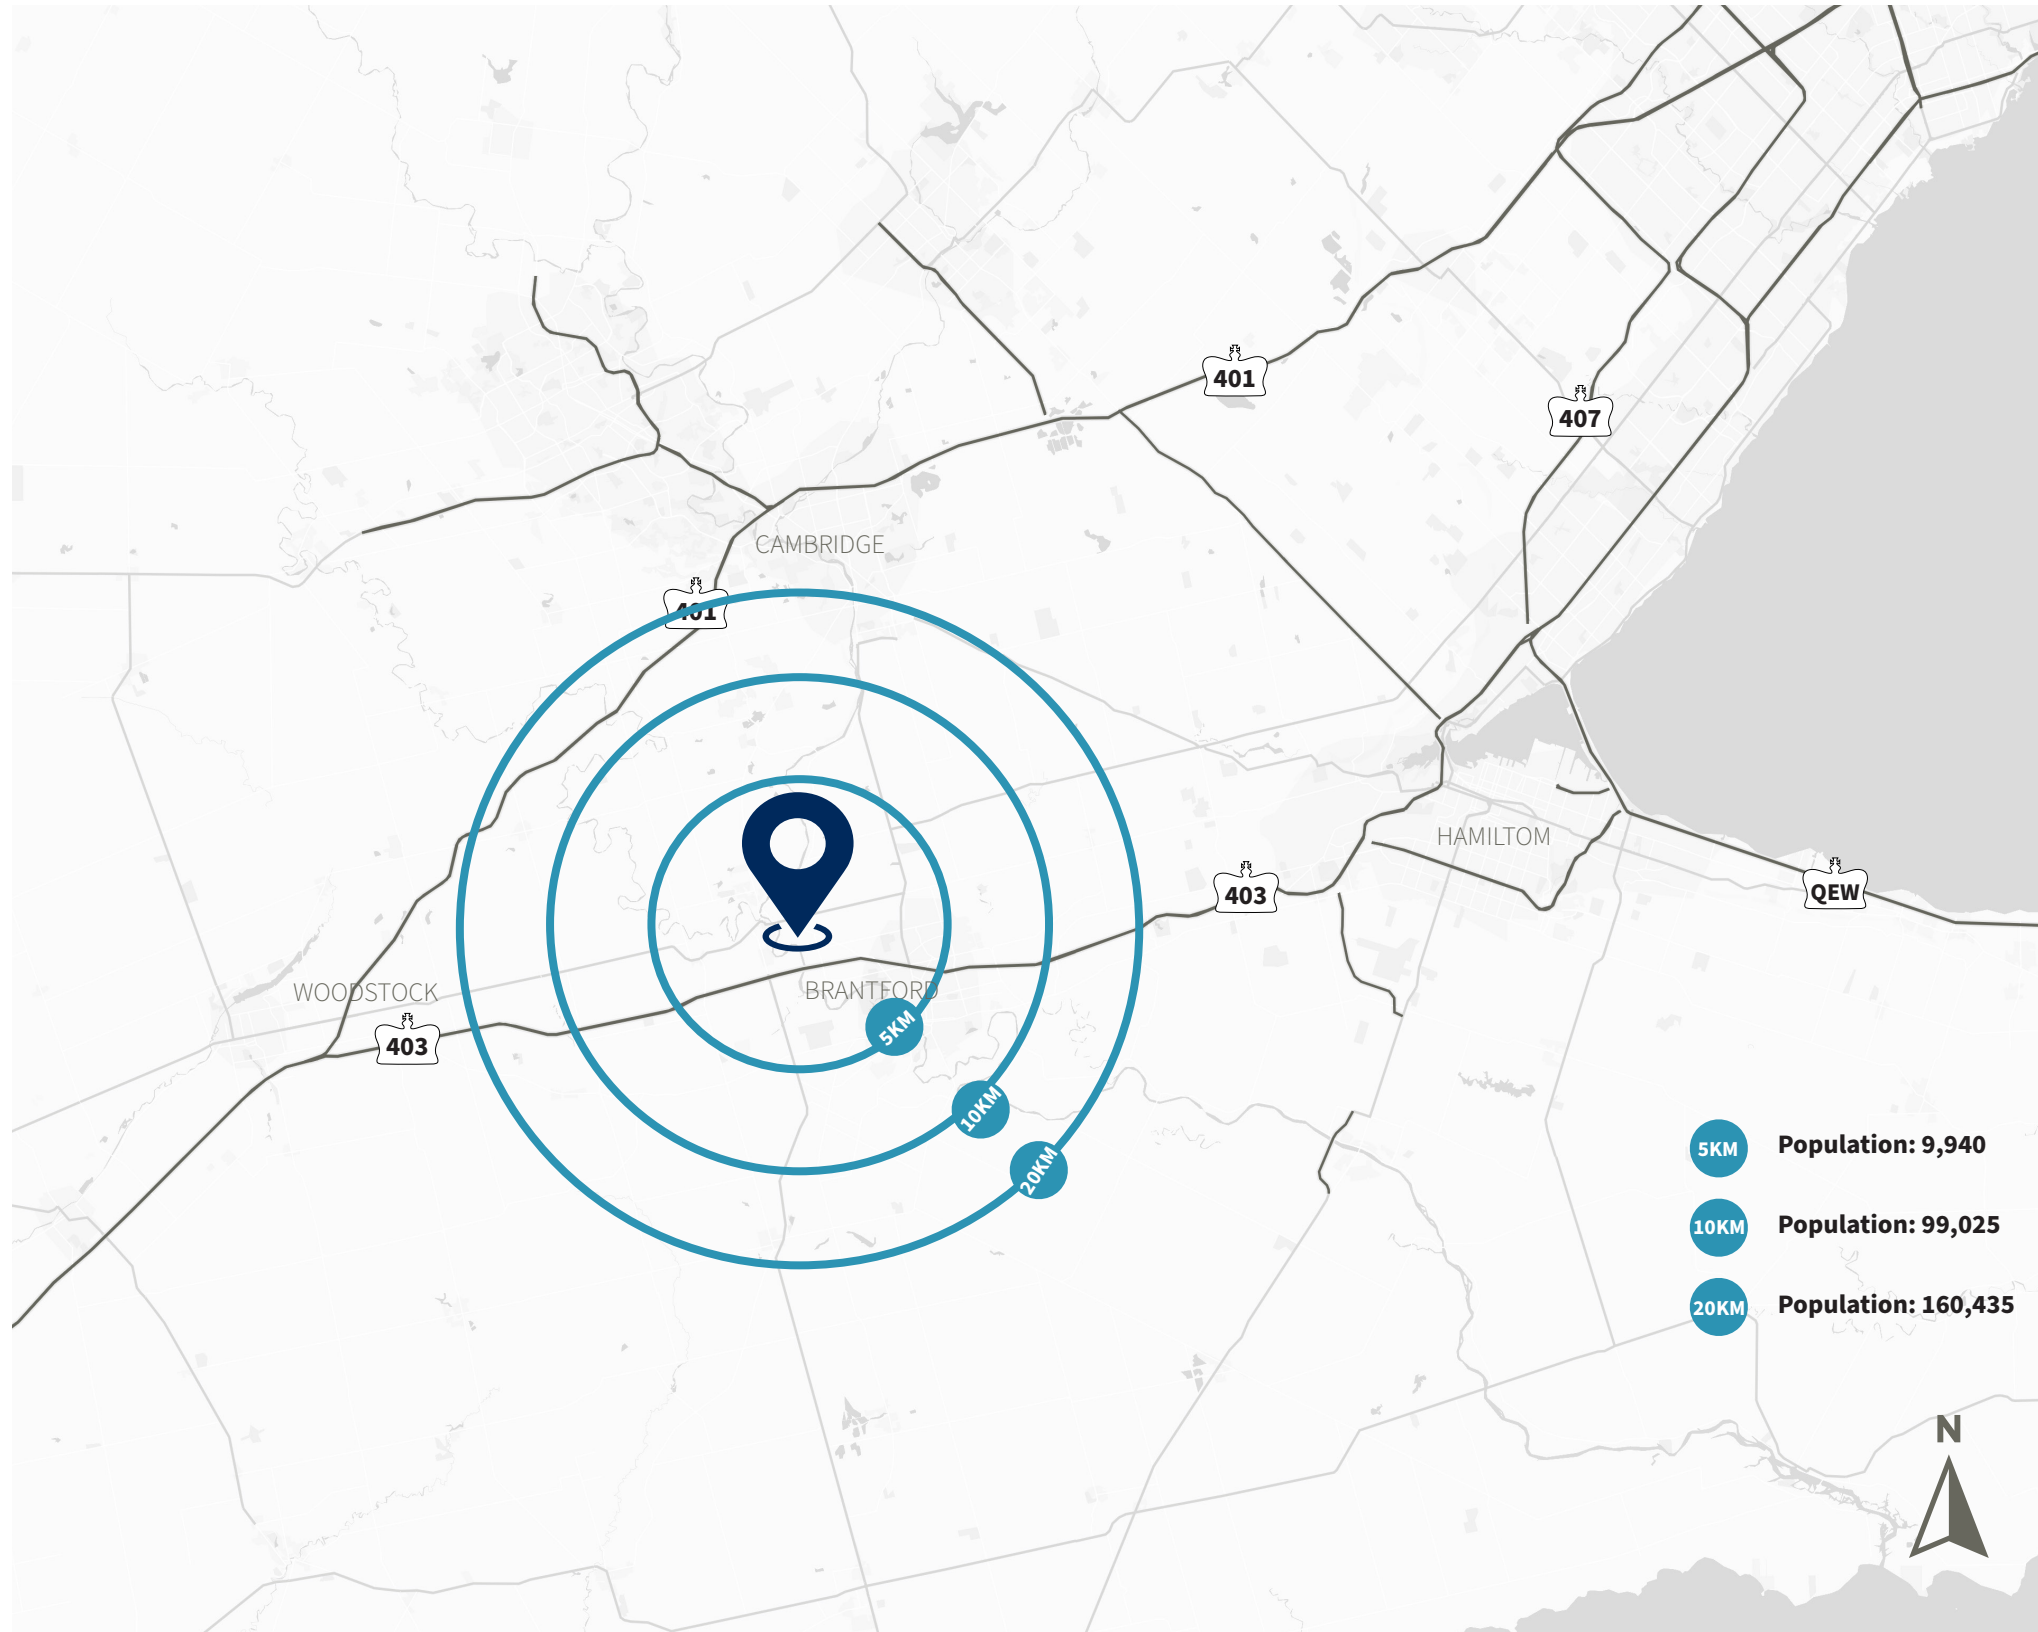 401
407
CAMBRIDGE
401
HAMILTOM
403
QEW
WOODSTOCK
BRANTFORD
403
5KM
10KM
20KM
5KM Population: 9,940
10KM Population: 99,025
20KM Population: 160,435
N